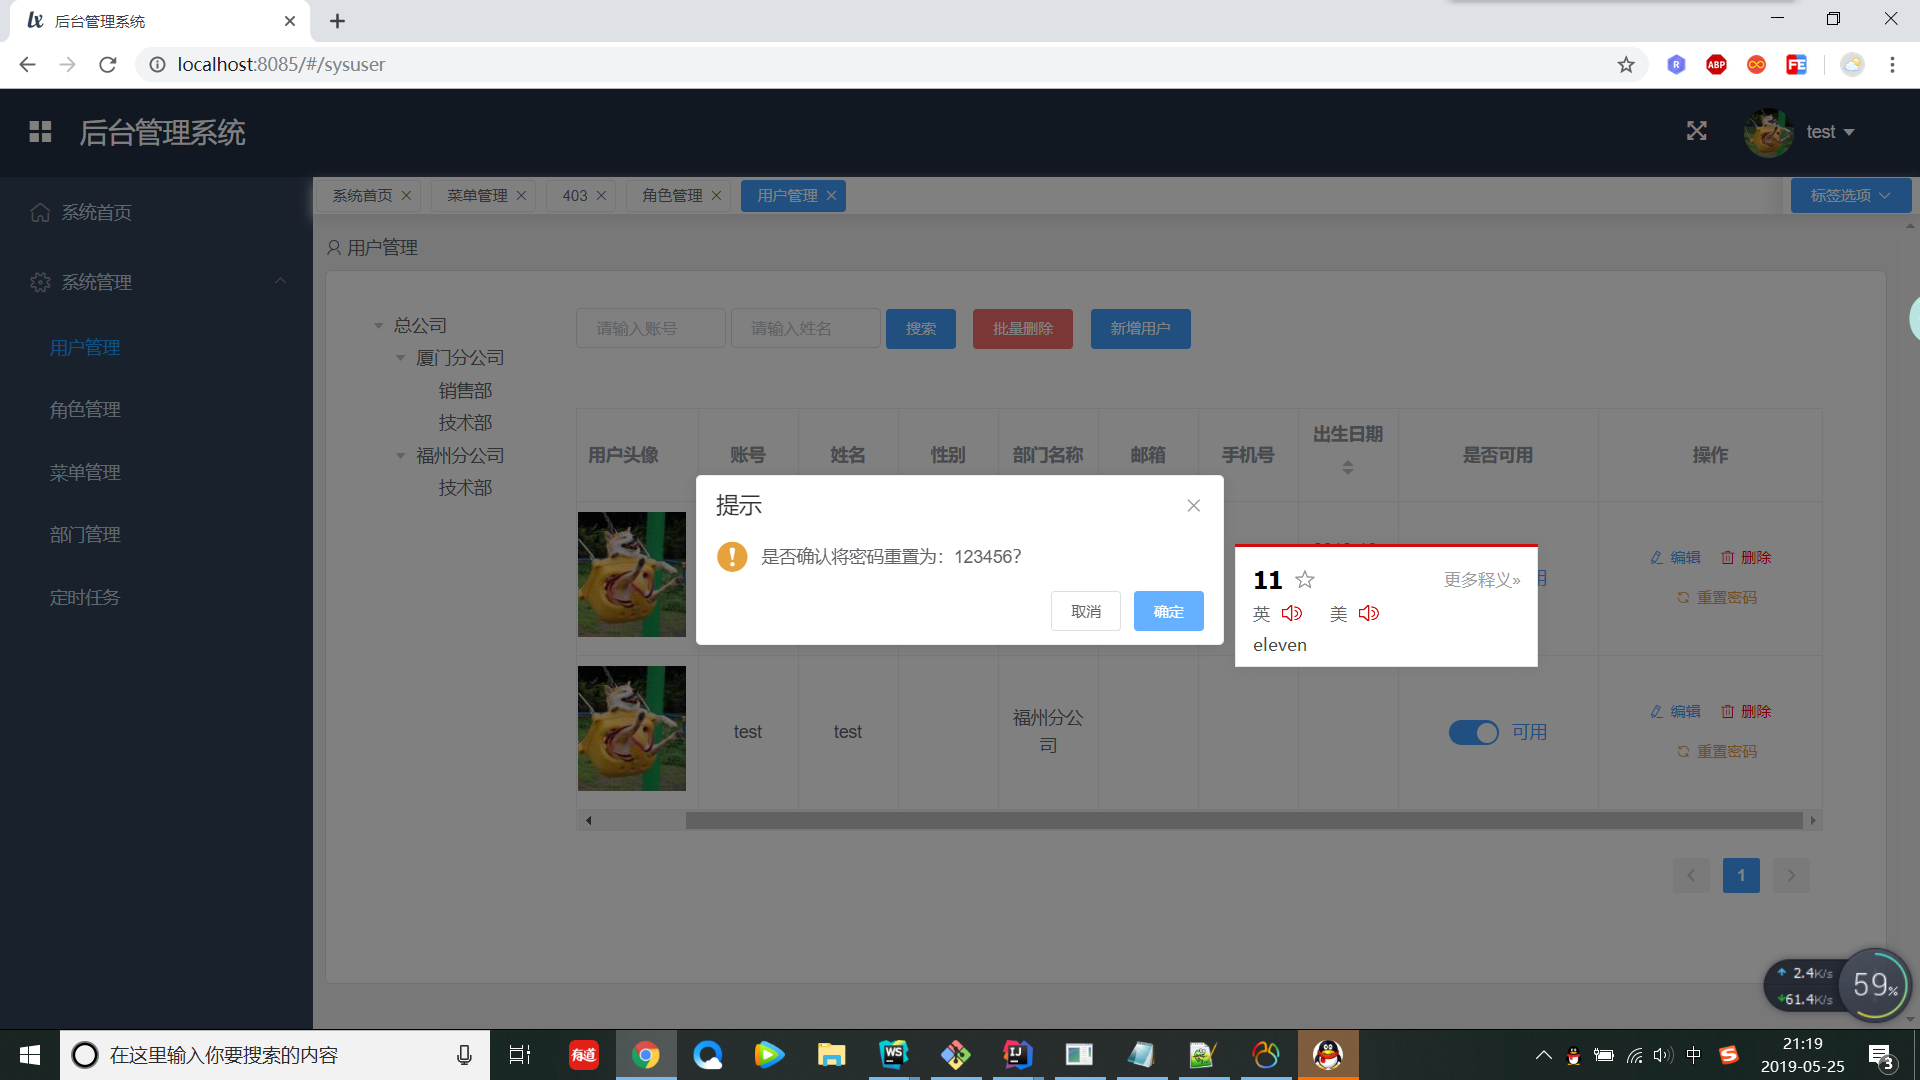 后台管理系统
localhost:8085/#/sysuser
ABP
FE
后台管理系统
test
系统首页
菜单管理
403
角色管理
用户管理
标签选项
系统首页
系统管理
用户管理
角色管理
菜单管理
部门管理
定时任务
用户管理
总公司
厦门分公司
销售部
技术部
福州分公司
技术部
请输入账号
请输入姓名
搜索
批量删除
新增用户
用户头像
账号
姓名
性别
部门名称
邮箱
手机号
出生日期
是否可用
操作
提示
是否确认将密码重置为：123456?
取消
确定
11
更多释义»
英
美
eleven
用
编辑
删除
重置密码
test
test
福州分公
司
可用
编辑
删除
重置密码
1
2.4K/s
61.4K/s
59%
在这里输入你要搜索的内容
有道
WS
IJ
中
21:19
2019-05-25
3